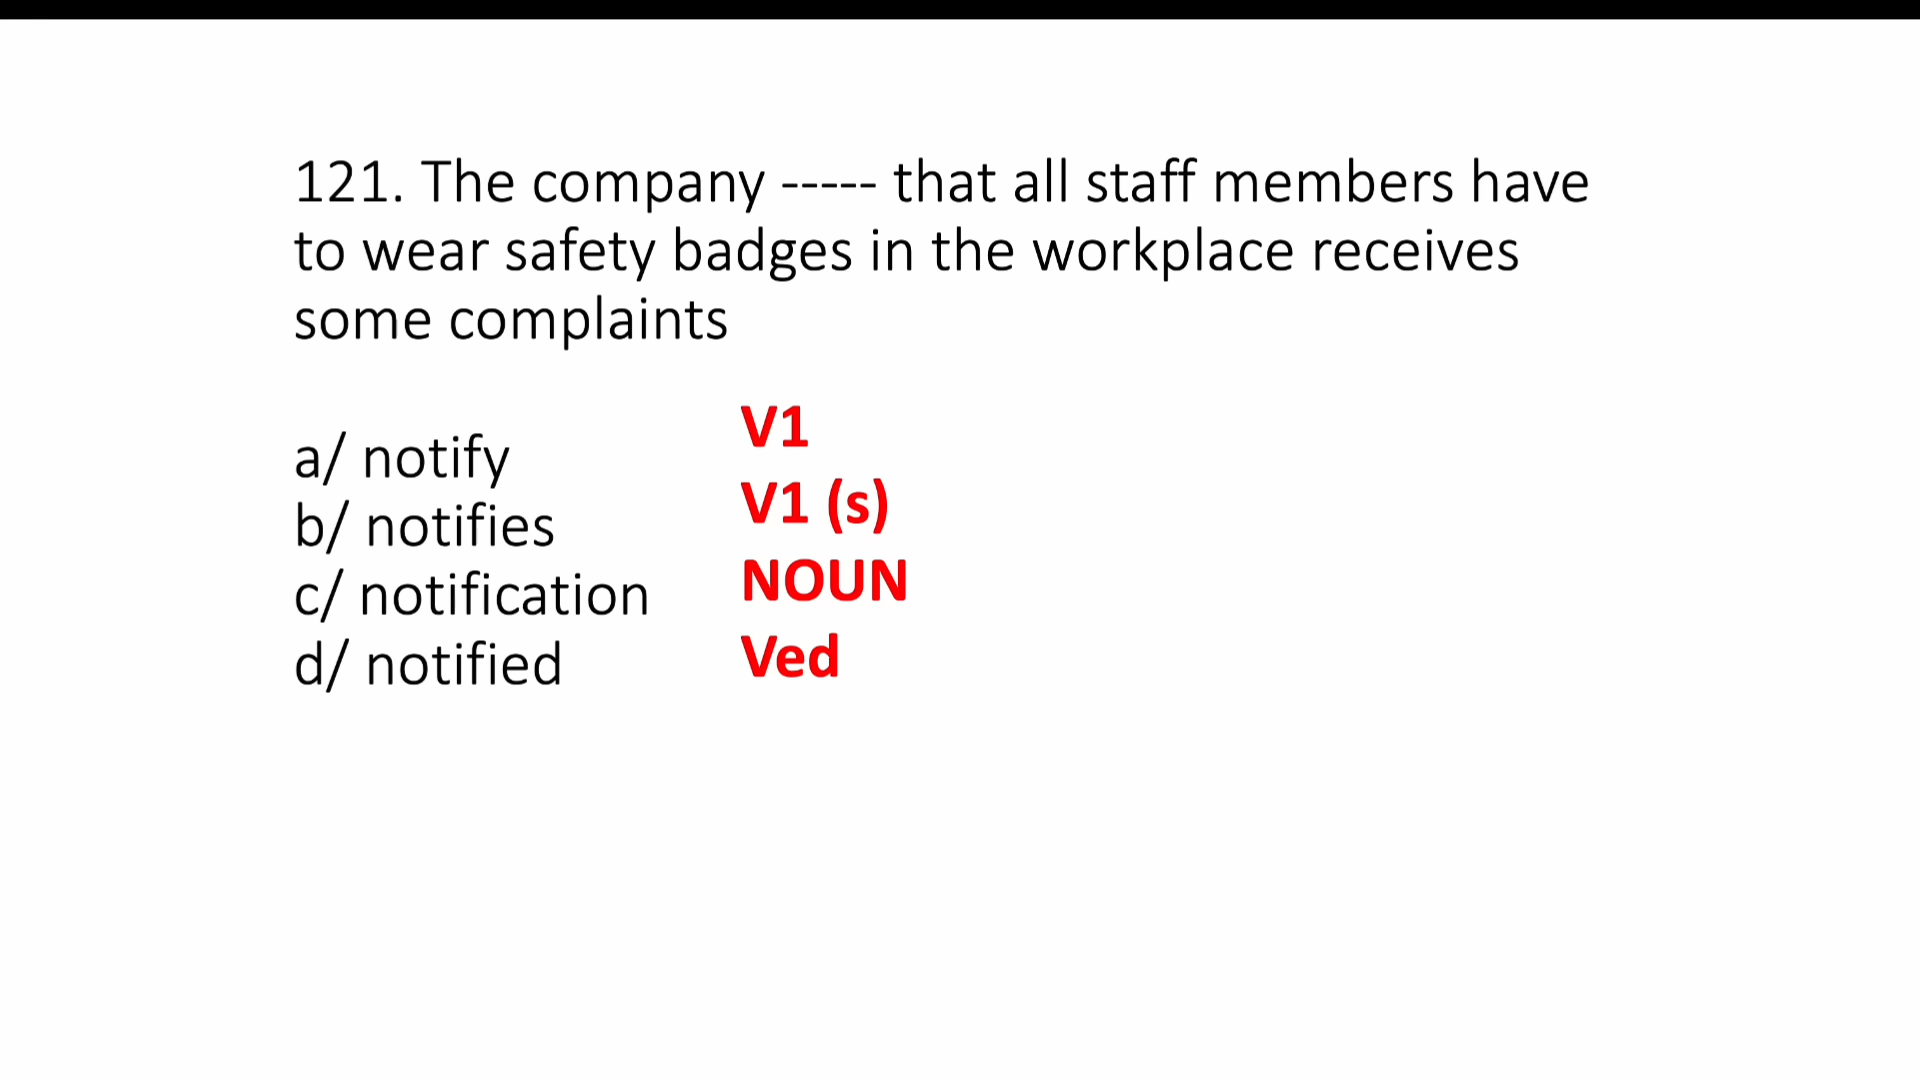 121. The company ----- that all staff members have
to wear safety badges in the workplace receives
some complaints
a/ notify
b/ notifies
c/ notification
d/ notified
V1
V1 (s)
NOUN
Ved